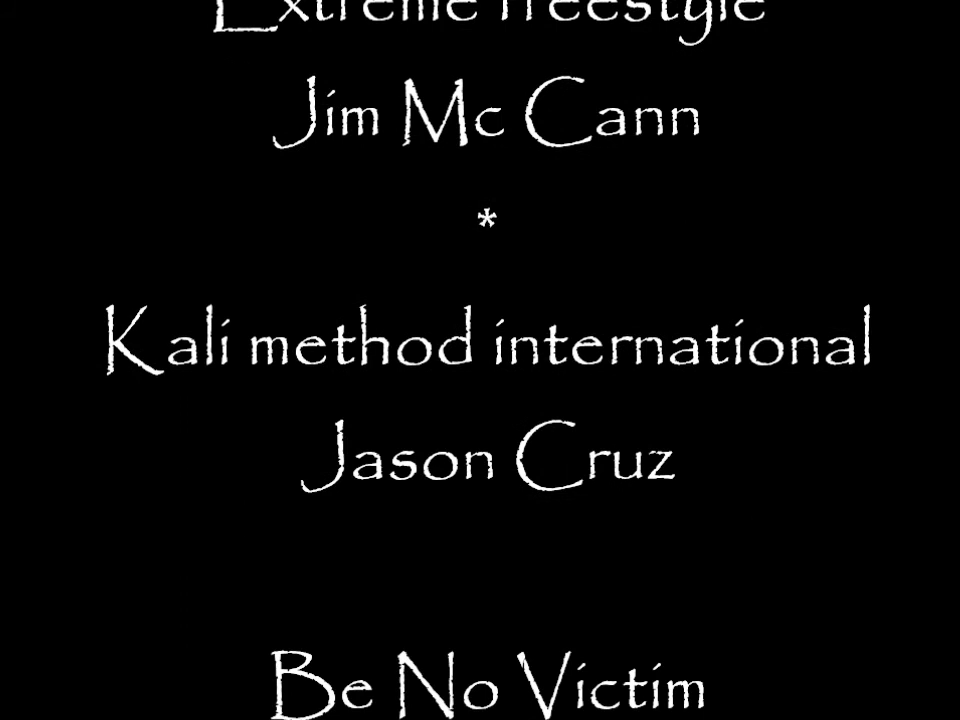 Extreme freestyle
Jim Mc Cann
*
Kali method international
Jason Cruz
Be No Victim